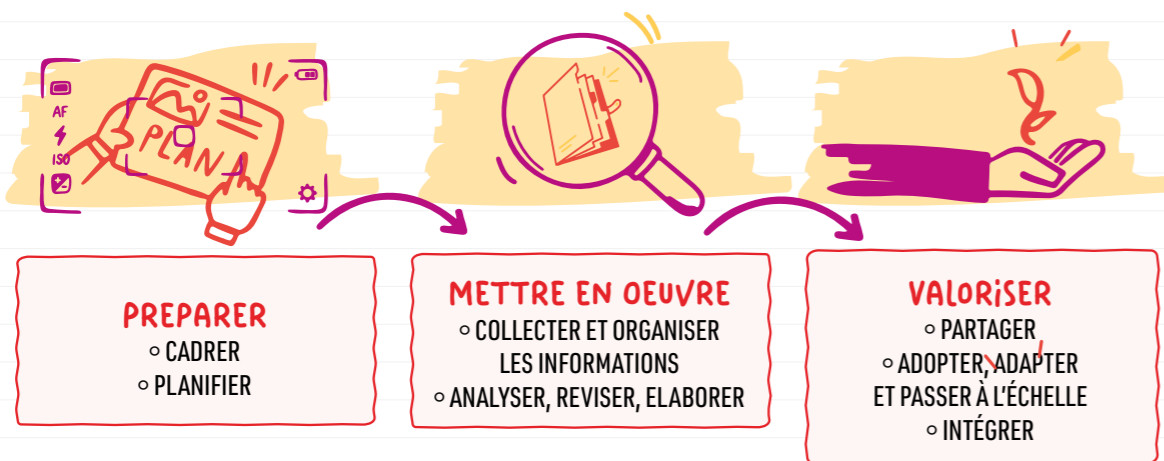 AF
ISO
PLAN A
PREPARER
◦ CADRER
◦ PLANIFIER
METTRE EN OEUVRE
◦ COLLECTER ET ORGANISER
LES INFORMATIONS
◦ ANALYSER, REVISER, ELABORER
VALORiSER
◦ PARTAGER
◦ ADOPTER, ADAPTER
ET PASSER À L'ÉCHELLE
◦ INTÉGRER